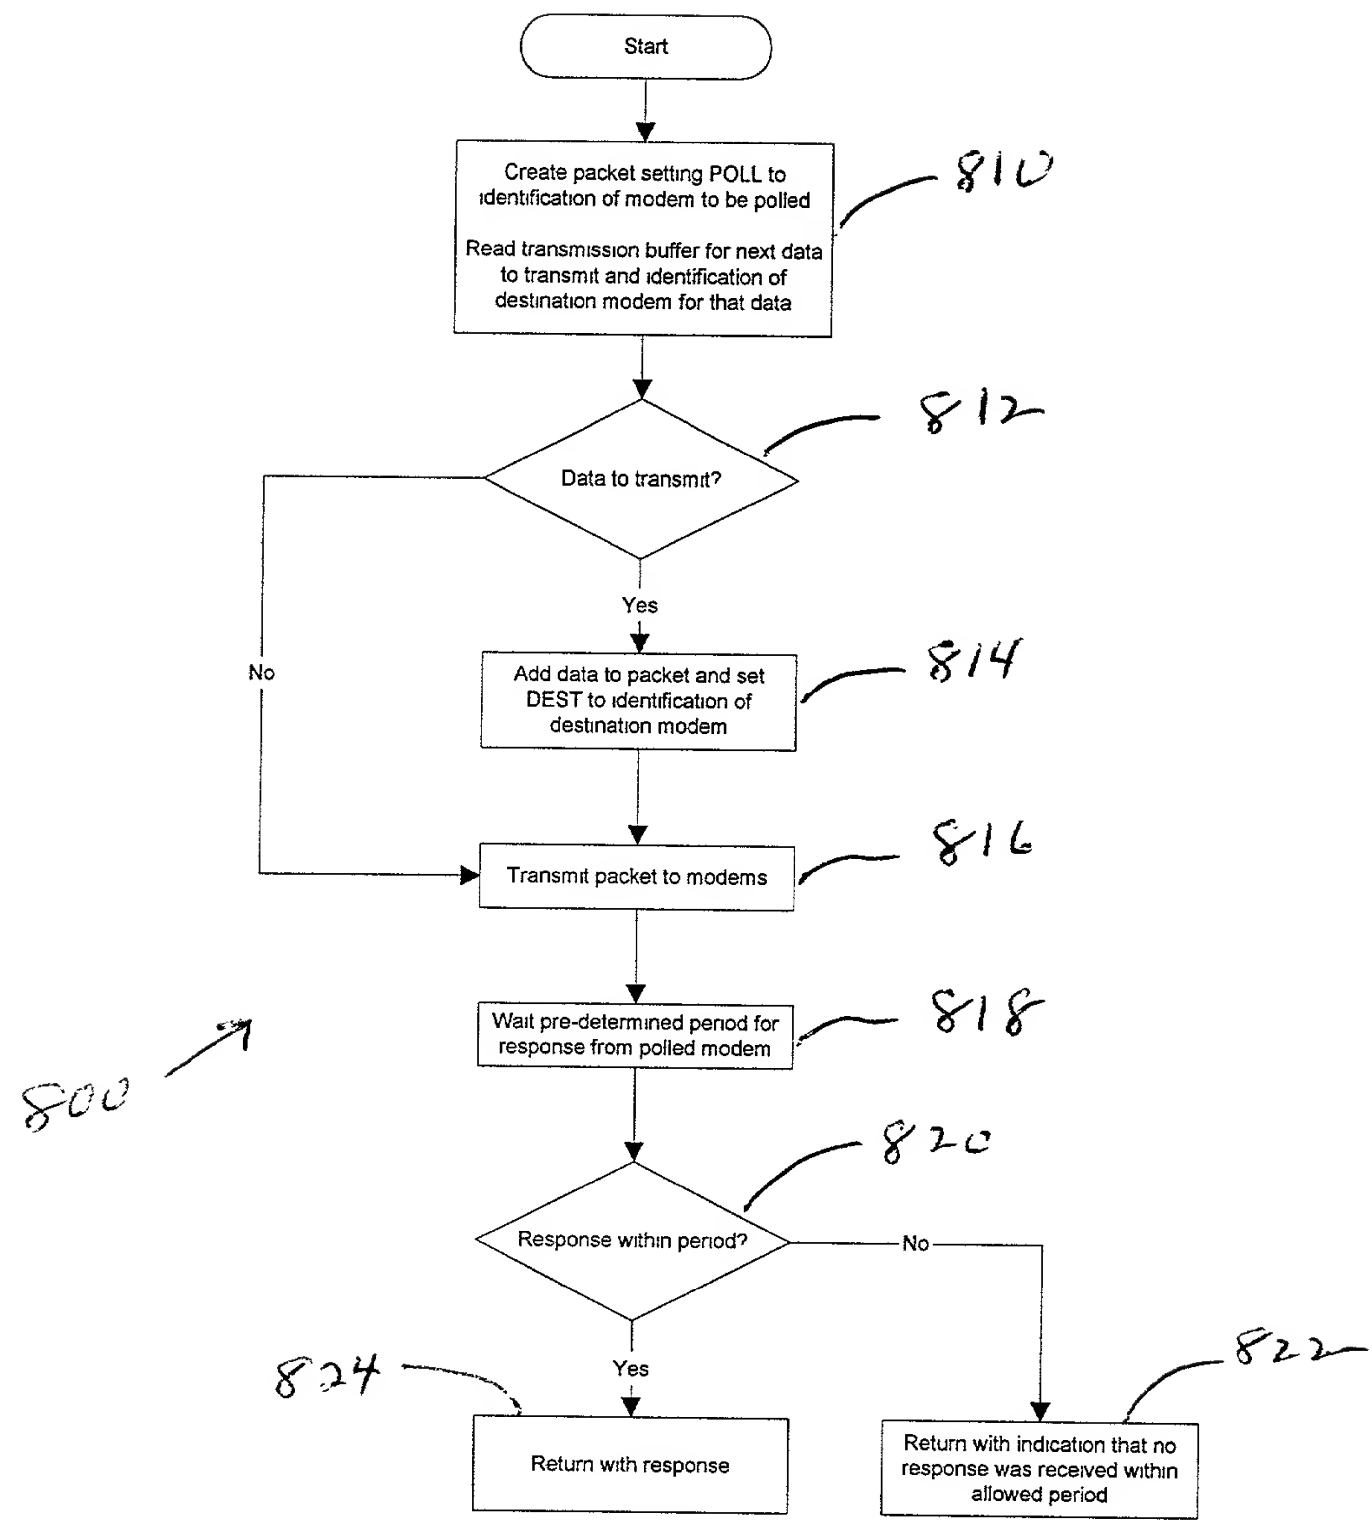 Start
Create packet setting POLL to
identification of modem to be polled
810
Read transmission buffer for next data
to transmit and identification of
destination modem for that data
812
Data to transmit?
Yes
No
814
Add data to packet and set
DEST to identification of
destination modem
816
Transmit packet to modems
818
Wait pre-determined period for
response from polled modem
800
820
Response within period?
No
Yes
824
822
Return with response
Return with indication that no
response was received within
allowed period